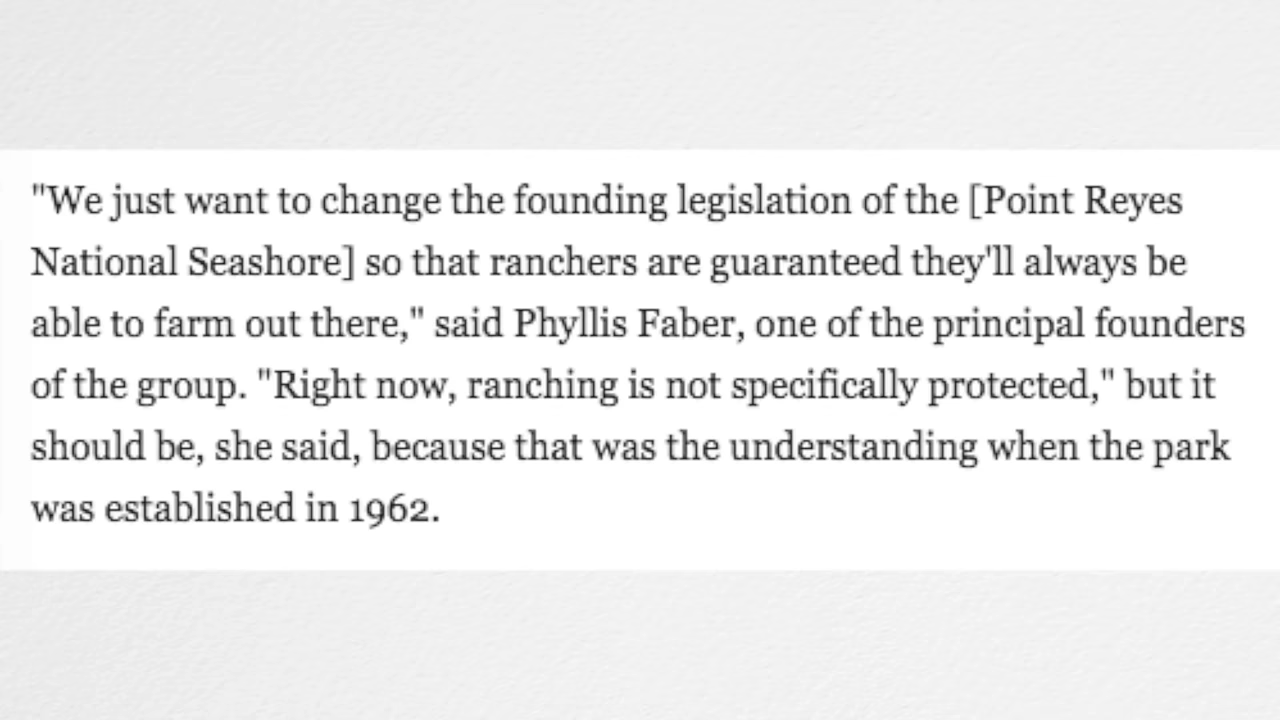 "We just want to change the founding legislation of the [Point Reyes
National Seashore] so that ranchers are guaranteed they'll always be
able to farm out there," said Phyllis Faber, one of the principal founders
of the group. "Right now, ranching is not specifically protected," but it
should be, she said, because that was the understanding when the park
was established in 1962.